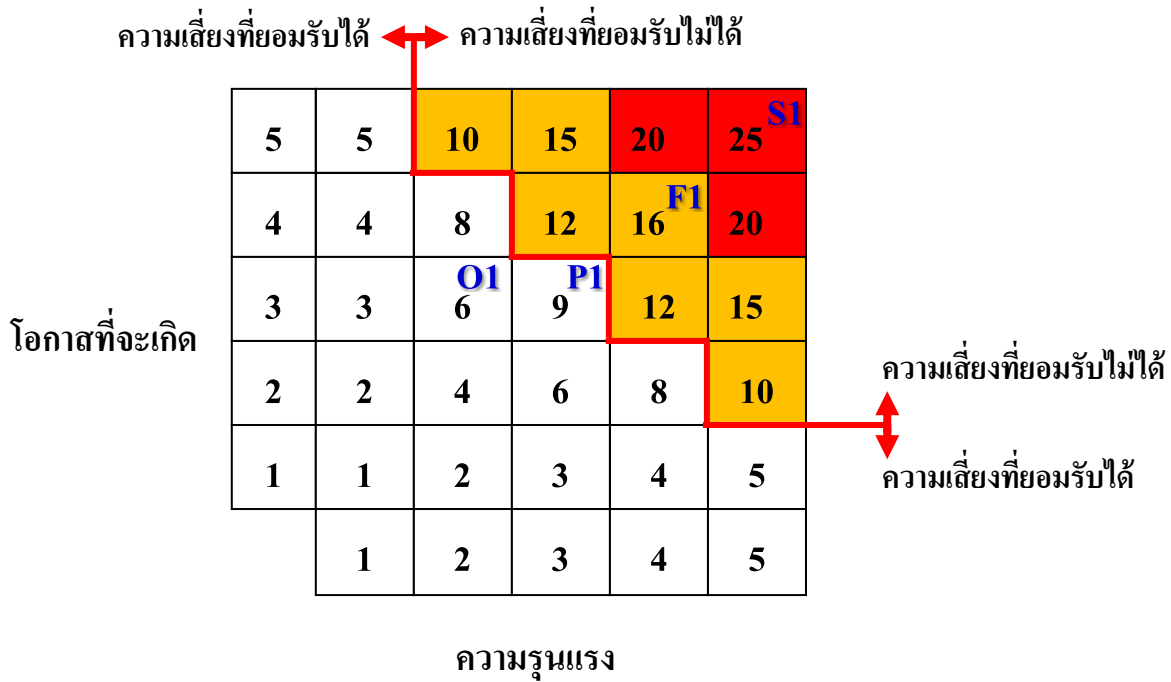 ความเสี่ยงที่ยอมรับได้ ความเสี่ยงที่ยอมรับไม่ได้
5 5 10 15 20 25 S1
4 4 8 12 16 F1 20
3 3 6 O1 9 P1 12 15
โอกาสที่จะเกิด
2 2 4 6 8 10
ความเสี่ยงที่ยอมรับไม่ได้
1 1 2 3 4 5
ความเสี่ยงที่ยอมรับได้
1 2 3 4 5
ความรุนแรง